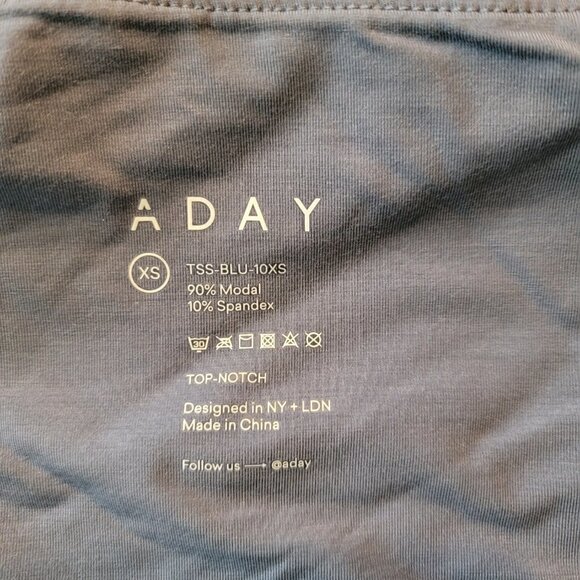 ADAY
XS
TSS-BLU-10XS
90% Modal
10% Spandex
30
TOP-NOTCH
Designed in NY + LDN
Made in China
Follow us → @aday